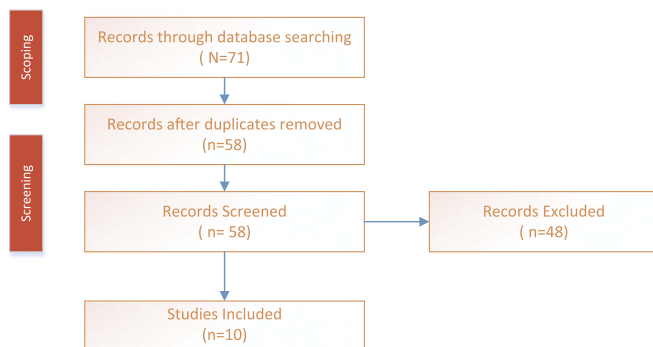 Scoping
Records through database searching
( N=71)
Records after duplicates removed
(n=58)
Screening
Records Screened
( n= 58)
Records Excluded
( n=48)
Studies Included
(n=10)